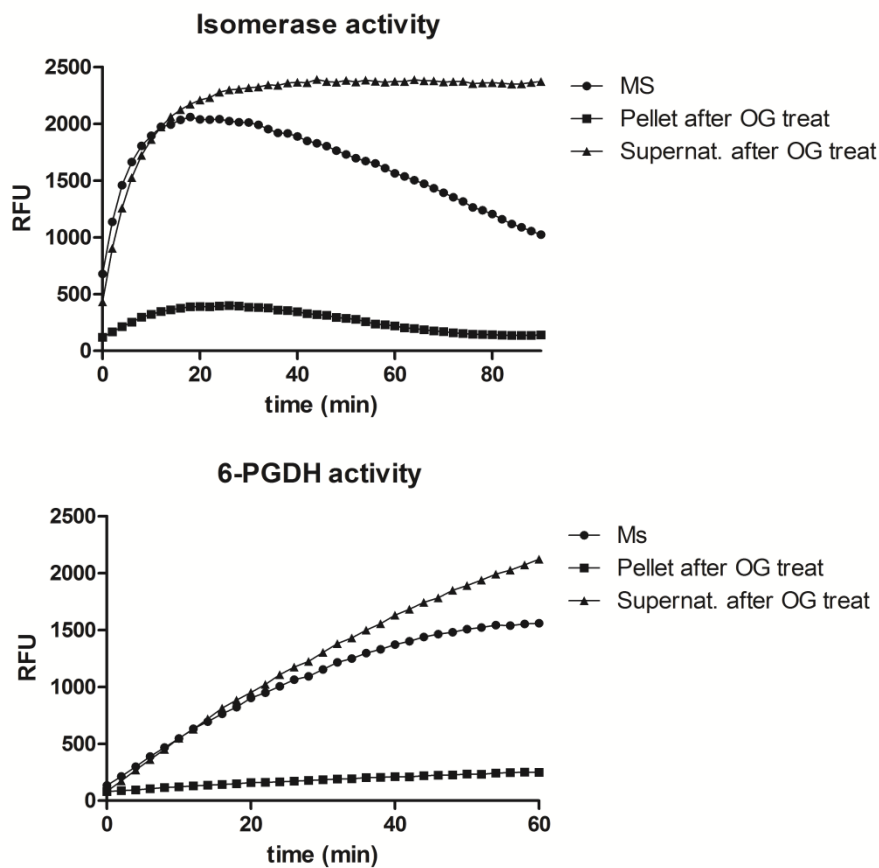 Isomerase activity
2500
2000
1500
1000
500
0
RFU
0 20 40 60 80
time (min)
MS
Pellet after OG treat
Supernat. after OG treat
6-PGDH activity
2500
2000
1500
1000
500
0
RFU
0 20 40 60
time (min)
Ms
Pellet after OG treat
Supernat. after OG treat